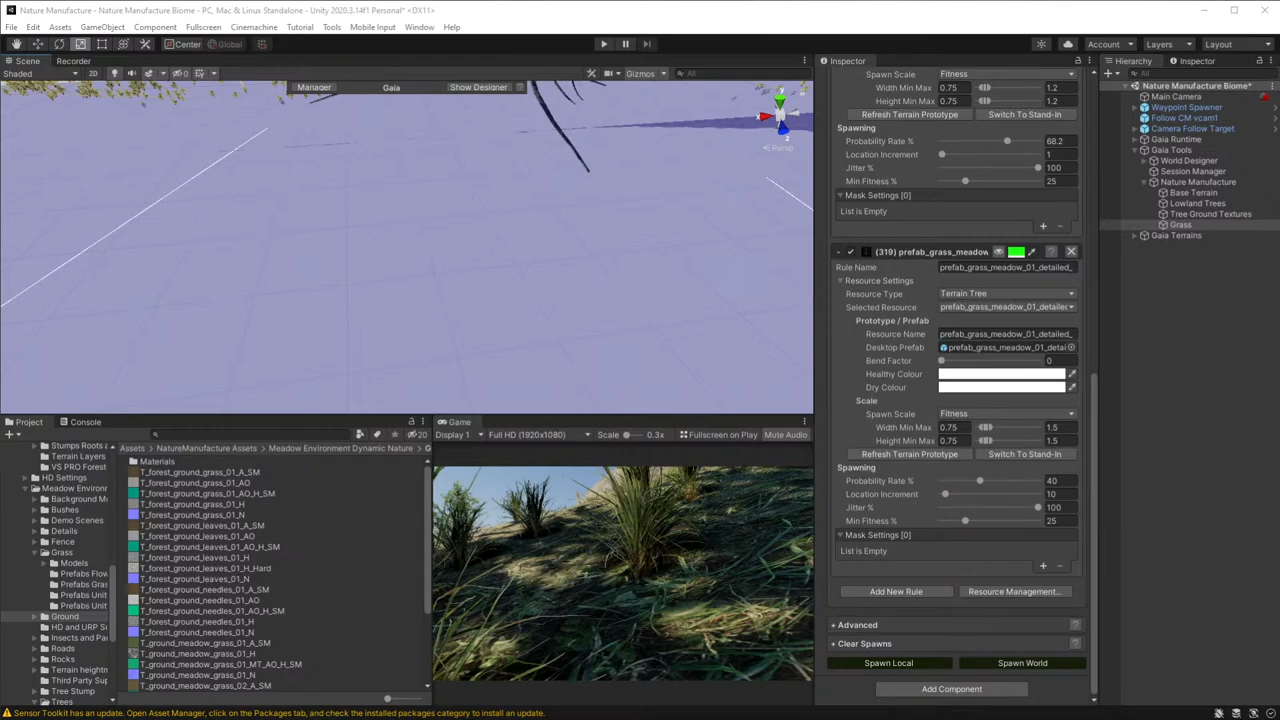 Nature Manufacture - Nature Manufacture Biome - PC, Mac & Linux Standalone - Unity 2020.3.14f1 Personal* <DX11>
File Edit Assets GameObject Component Fullscreen Cinemachine Tutorial Tools Mobile Input Window Help
Center Global Account Layers Layout
Scene Recorder
Shaded 2D 0 Gizmos All
Manager Gaia Show Designer
y x z
Persp
Inspector
Spawn Scale Fitness
Width Min Max 0.75 1.2
Height Min Max 0.75 1.2
Refresh Terrain Prototype Switch To Stand-In
Spawning
Probability Rate % 68.2
Location Increment 1
Jitter % 100
Min Fitness % 25
Mask Settings [0]
List is Empty
(319) prefab_grass_meadow
Rule Name prefab_grass_meadow_01_detailed_
Resource Settings
Resource Type Terrain Tree
Selected Resource prefab_grass_meadow_01_detailed
Prototype / Prefab
Resource Name prefab_grass_meadow_01_detailed_
Desktop Prefab prefab_grass_meadow_01_detai
Bend Factor 0
Healthy Colour
Dry Colour
Scale
Spawn Scale Fitness
Width Min Max 0.75 1.5
Height Min Max 0.75 1.5
Refresh Terrain Prototype Switch To Stand-In
Spawning
Probability Rate % 40
Location Increment 10
Jitter % 100
Min Fitness % 25
Mask Settings [0]
List is Empty
Add New Rule Resource Management...
Advanced
Clear Spawns
Spawn Local Spawn World
Add Component
Hierarchy Inspector
All
Nature Manufacture Biome*
Main Camera
Waypoint Spawner
Follow CM vcam1
Camera Follow Target
Gaia Runtime
Gaia Tools
World Designer
Session Manager
Nature Manufacture
Base Terrain
Lowland Trees
Tree Ground Textures
Grass
Gaia Terrains
Project Console
20
Stumps Roots a
Terrain Layers
VS PRO Forest
HD Settings
Meadow Environ
Background M
Bushes
Demo Scenes
Details
Fence
Grass
Models
Prefabs Flow
Prefabs Gras
Prefabs Unit
Prefabs Unit
Ground
HD and URP Su
Insects and Pa
Roads
Rocks
Terrain heightm
Third Party Sup
Tree Stump
Trees
Assets > NatureManufacture Assets > Meadow Environment Dynamic Nature > G
Materials
T_forest_ground_grass_01_A_SM
T_forest_ground_grass_01_AO
T_forest_ground_grass_01_AO_H_SM
T_forest_ground_grass_01_H
T_forest_ground_grass_01_N
T_forest_ground_leaves_01_A_SM
T_forest_ground_leaves_01_AO
T_forest_ground_leaves_01_AO_H_SM
T_forest_ground_leaves_01_H
T_forest_ground_leaves_01_H_Hard
T_forest_ground_leaves_01_N
T_forest_ground_needles_01_A_SM
T_forest_ground_needles_01_AO
T_forest_ground_needles_01_AO_H_SM
T_forest_ground_needles_01_H
T_forest_ground_needles_01_N
T_ground_meadow_grass_01_A_SM
T_ground_meadow_grass_01_H
T_ground_meadow_grass_01_MT_AO_H_SM
T_ground_meadow_grass_01_N
T_ground_meadow_grass_02_A_SM
Game
Display 1 Full HD (1920x1080) Scale 0.3x Fullscreen on Play Mute Audio
Sensor Toolkit has an update. Open Asset Manager, click on the Packages tab, and check the installed packages category to install an update.